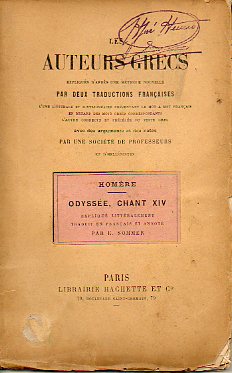 LES
AUTEURS GRECS
EXPLIQUÉS D'APRÈS UNE MÉTHODE NOUVELLE
PAR DEUX TRADUCTIONS FRANÇAISES
L'UNE LITTÉRALE ET JUXTALINÉAIRE PRÉSENTANT LE MOT A MOT FRANÇAIS
EN REGARD DES MOTS GRECS CORRESPONDANTS
L'AUTRE CORRECTE ET PRÉCÉDÉE DU TEXTE GREC
avec des arguments et des notes
PAR UNE SOCIÉTÉ DE PROFESSEURS
ET D'HELLÉNISTES
HOMÈRE
ODYSSÉE, CHANT XIV
EXPLIQUÉ LITTÉRALEMENT
TRADUIT EN FRANÇAIS ET ANNOTÉ
PAR E. SOMMER
PARIS
LIBRAIRIE HACHETTE ET Cie
79, BOULEVARD SAINT-GERMAIN, 79